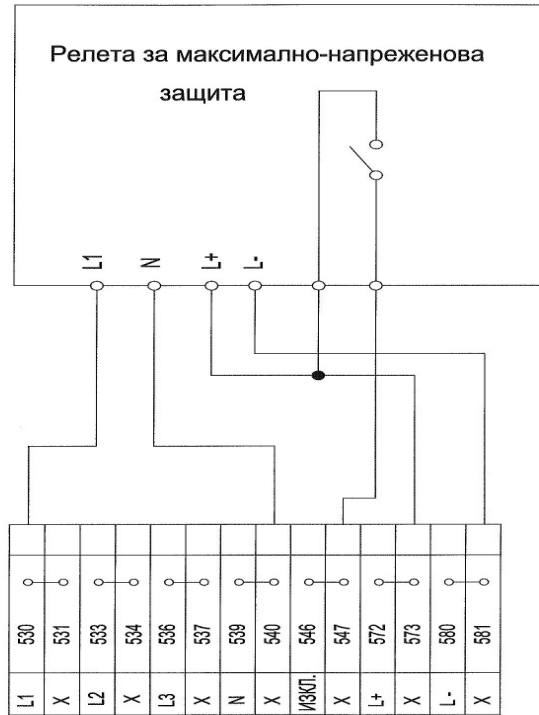 Релета за максимално-напреженова
защита
L1
N
L+
L-
530
531
533
534
536
537
539
540
546
547
572
573
580
581
L1
X
L2
X
L3
X
N
X
ИЗКЛ.
X
L+
X
L-
X